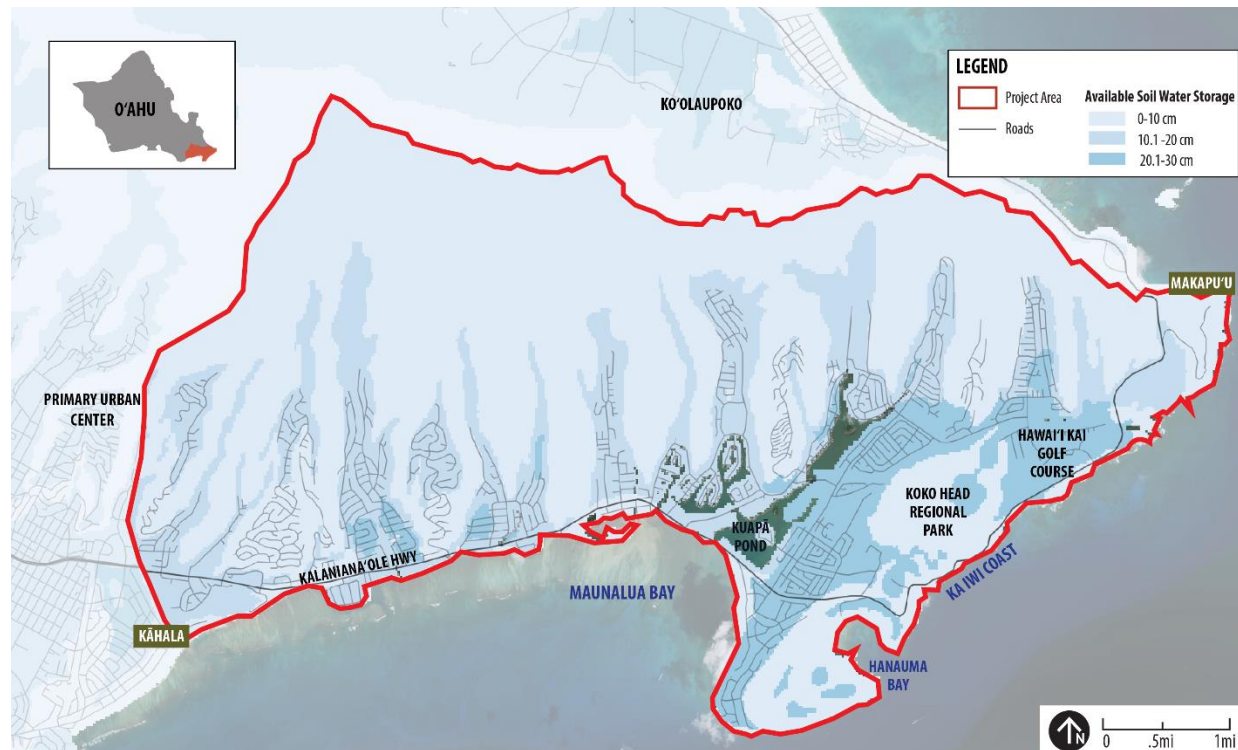 O'AHU
KO'OLAUPOKO
LEGEND
Project Area
Roads
Available Soil Water Storage
0-10 cm
10.1 -20 cm
20.1-30 cm
MAKAPU'U
PRIMARY URBAN
CENTER
HAWAI'I KAI
GOLF
COURSE
KOKO HEAD
REGIONAL
PARK
KUAPĀ
POND
KALANIANA'OLE HWY
MAUNALUA BAY
KA IWI COAST
KĀHALA
HANAUMA
BAY
N
0 .5mi 1mi